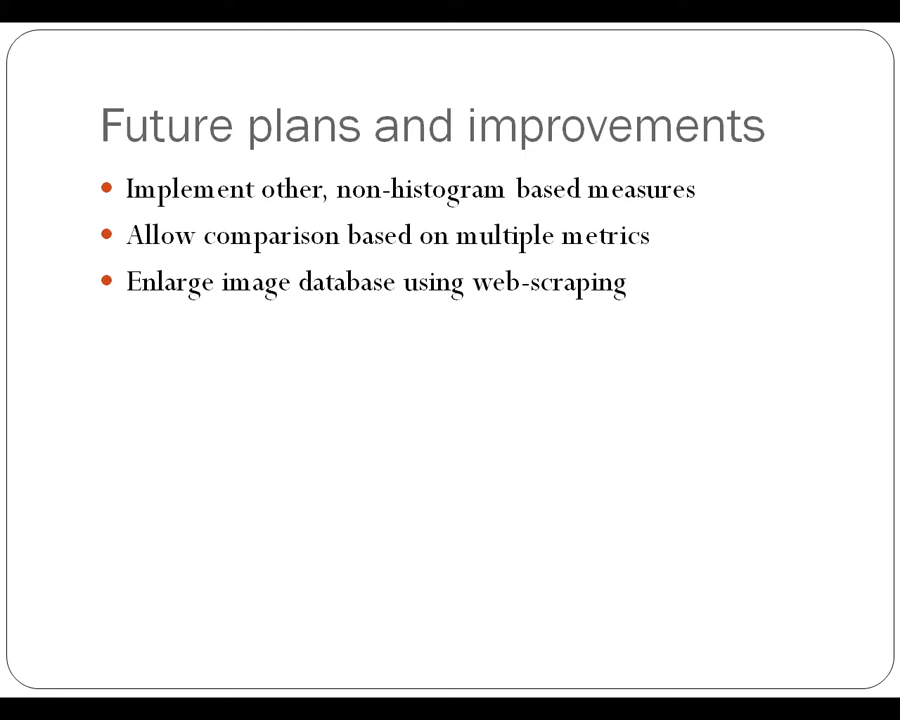 Future plans and improvements
• Implement other, non-histogram based measures
• Allow comparison based on multiple metrics
• Enlarge image database using web-scraping